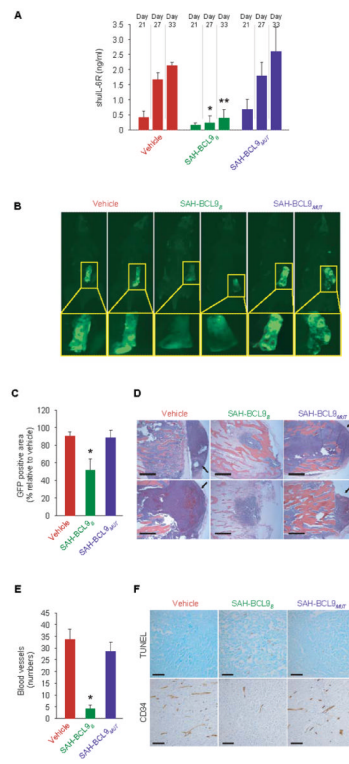 A
Day Day Day
21 27 33
Day Day Day
21 27 33
Day Day Day
21 27 33
shuIL-6R (ng/ml)
3.5
3.0
2.5
2.0
1.5
1.0
0.5
0
* **
Vehicle
SAH-BCL9B
SAH-BCL9MUT
B
Vehicle SAH-BCL9B SAH-BCL9MUT
C
GFP positive area
(% relative to vehicle)
120
100
80
60
40
20
0
*
Vehicle
SAH-BCL9B
SAH-BCL9MUT
D
Vehicle SAH-BCL9B SAH-BCL9MUT
E
Blood vessels
(numbers)
45
40
35
30
25
20
15
10
5
0
*
Vehicle
SAH-BCL9B
SAH-BCL9MUT
F
Vehicle SAH-BCL9B SAH-BCL9MUT
TUNEL
CD34